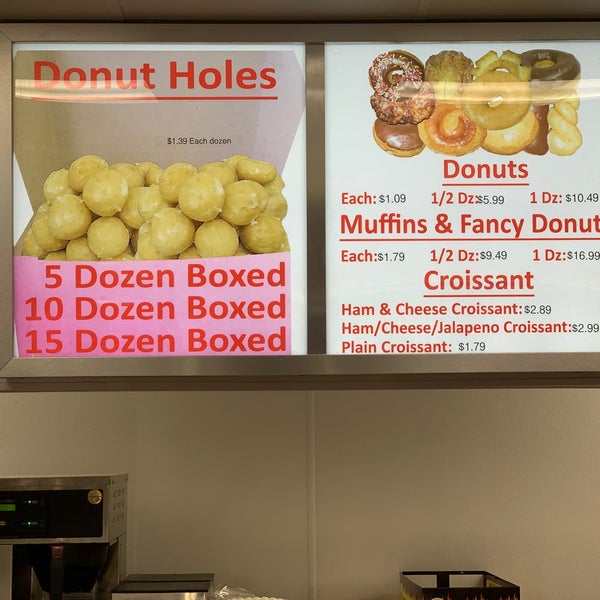 Donut Holes
$1.39 Each dozen
5 Dozen Boxed
10 Dozen Boxed
15 Dozen Boxed
Donuts
Each: $1.09 1/2 Dz: $5.99 1 Dz: $10.49
Muffins & Fancy Donut
Each: $1.79 1/2 Dz: $9.49 1 Dz: $16.99
Croissant
Ham & Cheese Croissant: $2.89
Ham/Cheese/Jalapeno Croissant: $2.99
Plain Croissant: $1.79